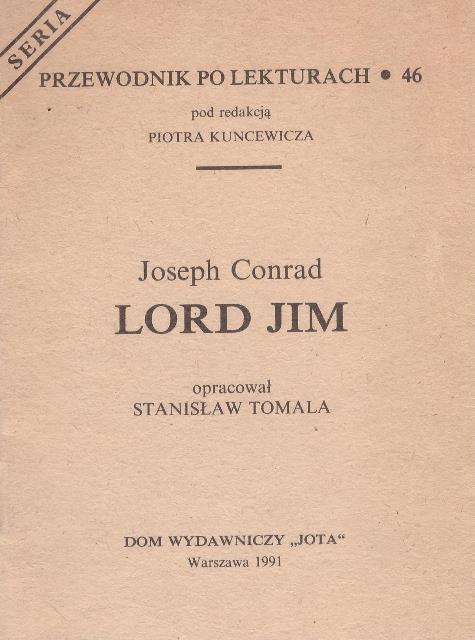 SERIA
PRZEWODNIK PO LEKTURACH • 46
pod redakcją
PIOTRA KUNCEWICZA
Joseph Conrad
LORD JIM
opracował
STANISŁAW TOMALA
DOM WYDAWNICZY „JOTA“
Warszawa 1991